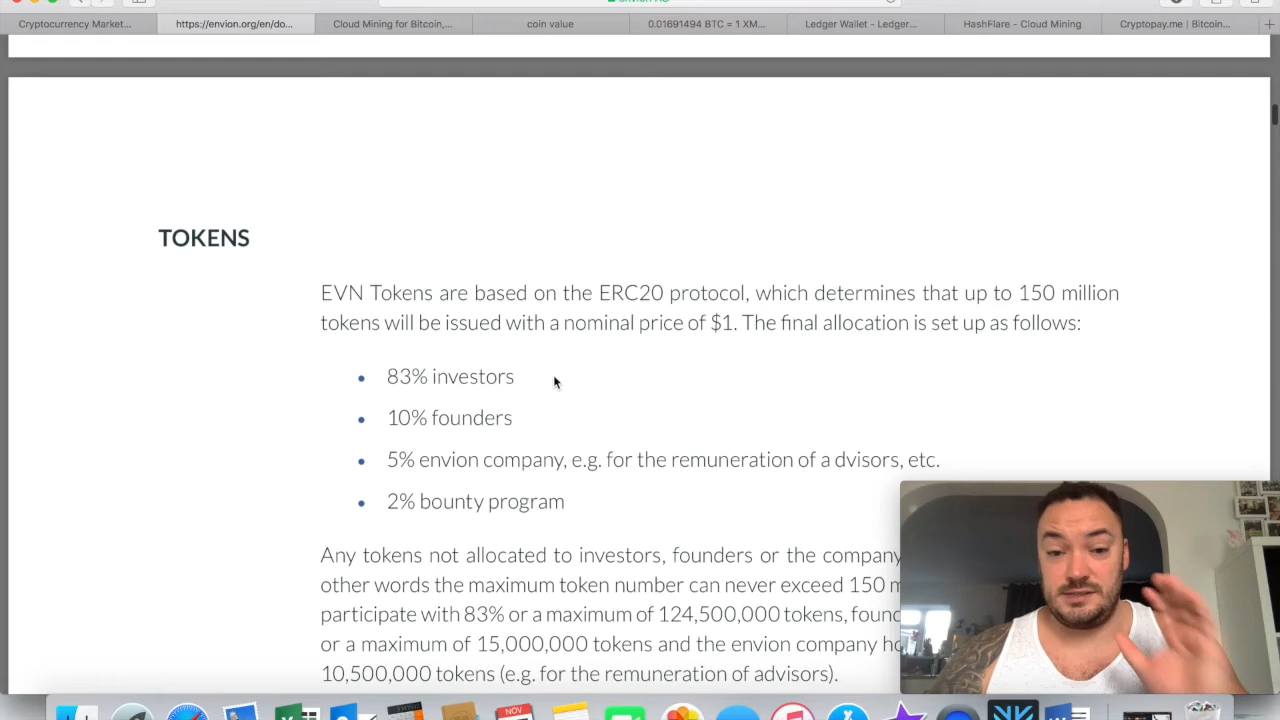 Cryptocurrency Market...
https://envion.org/en/do...
Cloud Mining for Bitcoin,...
coin value
0.01691494 BTC = 1 XM...
Ledger Wallet - Ledger...
HashFlare - Cloud Mining
Cryptopay.me | Bitcoin...
TOKENS
EVN Tokens are based on the ERC20 protocol, which determines that up to 150 million
tokens will be issued with a nominal price of $1. The final allocation is set up as follows:
• 83% investors
• 10% founders
• 5% envion company, e.g. for the remuneration of a dvisors, etc.
• 2% bounty program
Any tokens not allocated to investors, founders or the company
other words the maximum token number can never exceed 150 m
participate with 83% or a maximum of 124,500,000 tokens, found
or a maximum of 15,000,000 tokens and the envion company ho
10,500,000 tokens (e.g. for the remuneration of advisors).
NOV